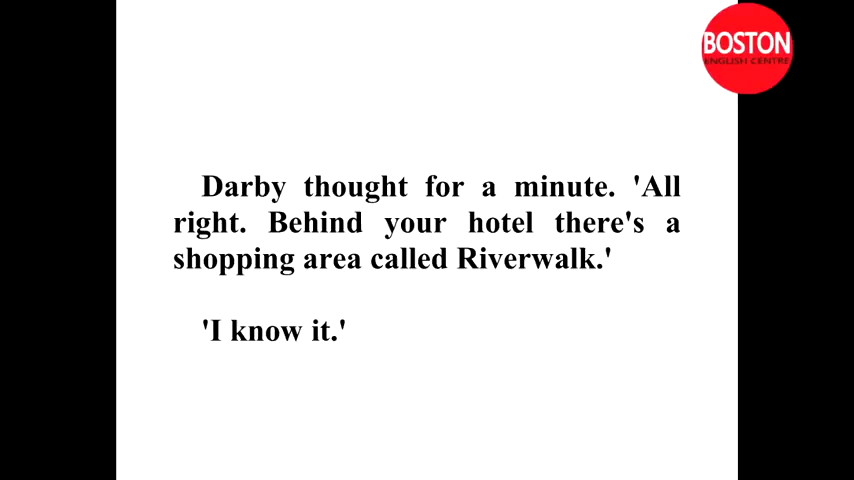 BOSTON
ENGLISH CENTRE
Darby thought for a minute. 'All
right. Behind your hotel there's a
shopping area called Riverwalk.'
'I know it.'